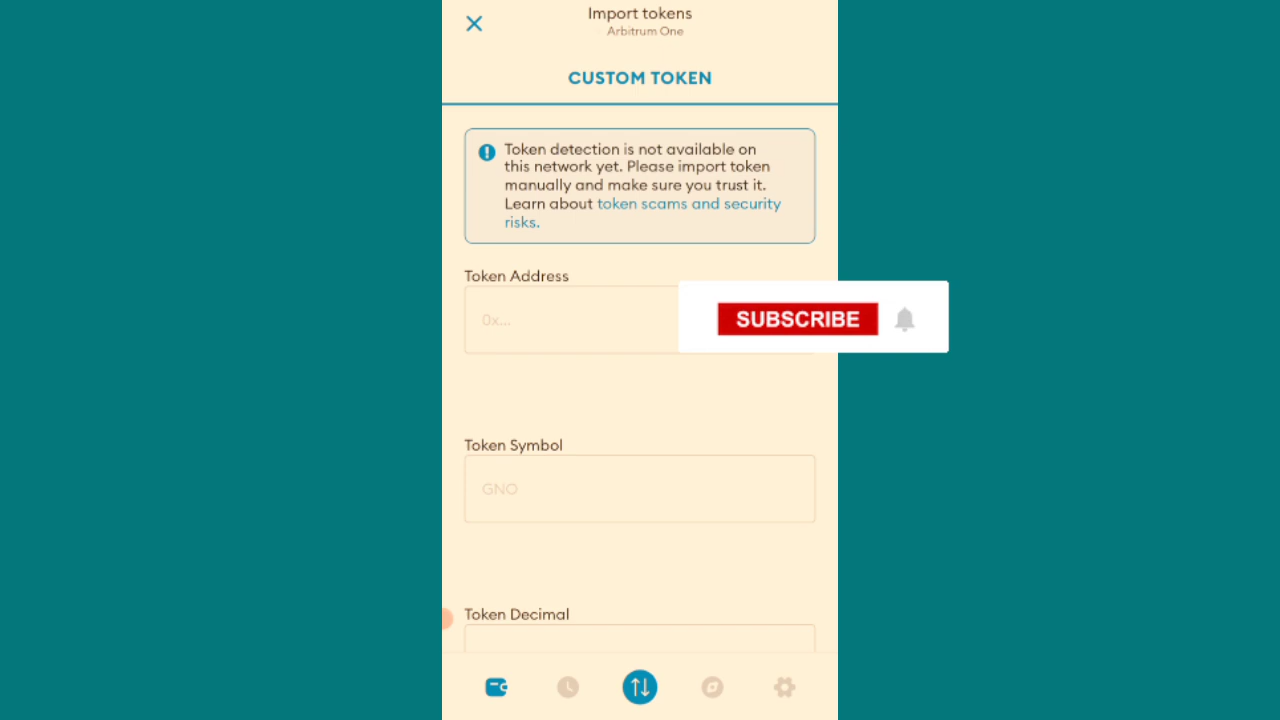 Import tokens
Arbitrum One
CUSTOM TOKEN
Token detection is not available on
this network yet. Please import token
manually and make sure you trust it.
Learn about token scams and security
risks.
Token Address
0x...
SUBSCRIBE
Token Symbol
GNO
Token Decimal